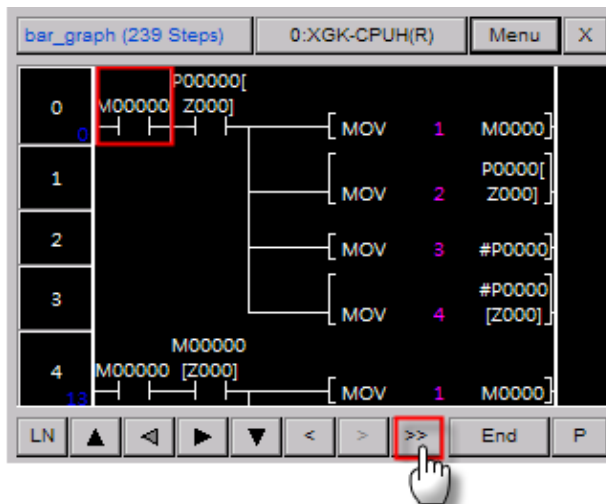 bar_graph (239 Steps) 0:XGK-CPUH(R) Menu X
P00000[
0 M00000 Z000]
0 MOV 1 M0000
1 P0000[
MOV 2 Z000]
2 MOV 3 #P0000
3 #P0000
MOV 4 [Z000]
M00000
4 M00000 [Z000]
13 MOV 1 M0000
LN < > >> End P